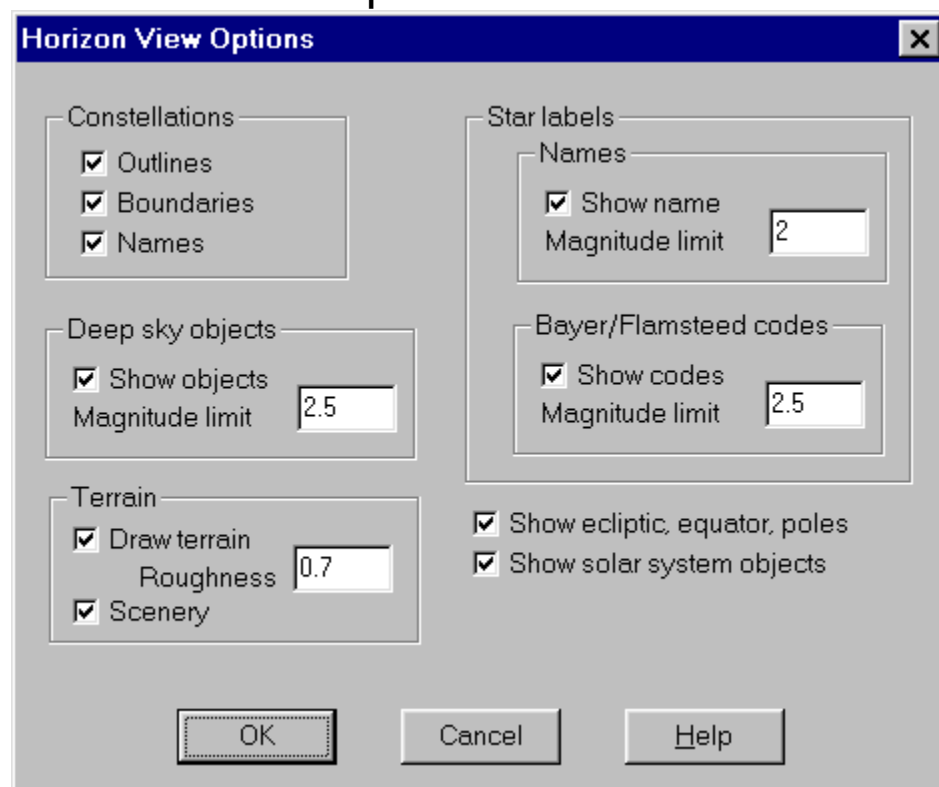 Horizon View Options
Constellations
Outlines
Boundaries
Names
Deep sky objects
Show objects
Magnitude limit 2.5
Terrain
Draw terrain
Roughness 0.7
Scenery
Star labels
Names
Show name
Magnitude limit 2
Bayer/Flamsteed codes
Show codes
Magnitude limit 2.5
Show ecliptic, equator, poles
Show solar system objects
OK Cancel Help